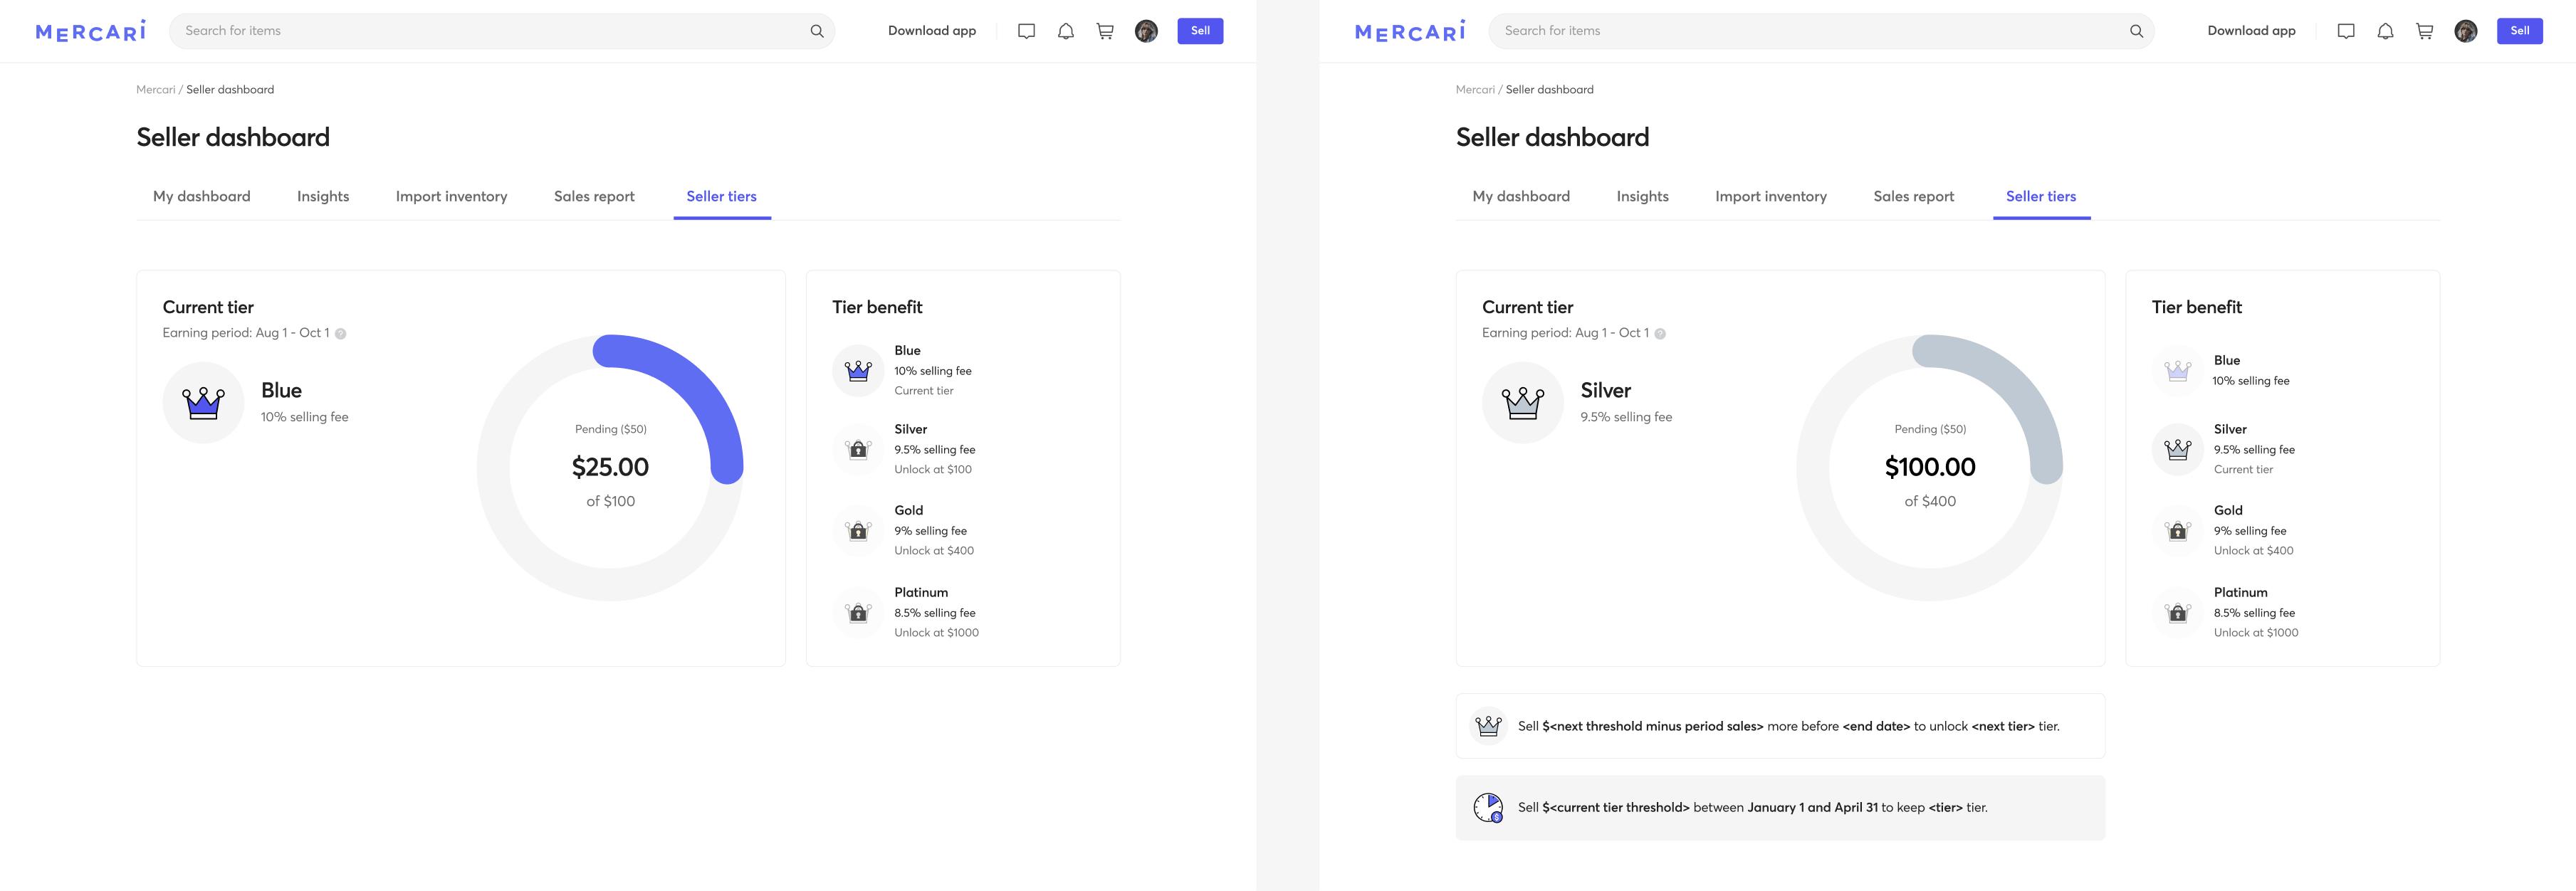 MERCARI
Search for items
Download app
Sell
Mercari / Seller dashboard
Seller dashboard
My dashboard
Insights
Import inventory
Sales report
Seller tiers
Current tier
Earning period: Aug 1 - Oct 1 ?
Blue
10% selling fee
Pending ($50)
$25.00
of $100
Tier benefit
Blue
10% selling fee
Current tier
Silver
9.5% selling fee
Unlock at $100
Gold
9% selling fee
Unlock at $400
Platinum
8.5% selling fee
Unlock at $1000
MERCARI
Search for items
Download app
Sell
Mercari / Seller dashboard
Seller dashboard
My dashboard
Insights
Import inventory
Sales report
Seller tiers
Current tier
Earning period: Aug 1 - Oct 1 ?
Silver
9.5% selling fee
Pending ($50)
$100.00
of $400
Tier benefit
Blue
10% selling fee
Silver
9.5% selling fee
Current tier
Gold
9% selling fee
Unlock at $400
Platinum
8.5% selling fee
Unlock at $1000
Sell $<next threshold minus period sales> more before <end date> to unlock <next tier> tier.
Sell $<current tier threshold> between January 1 and April 31 to keep <tier> tier.